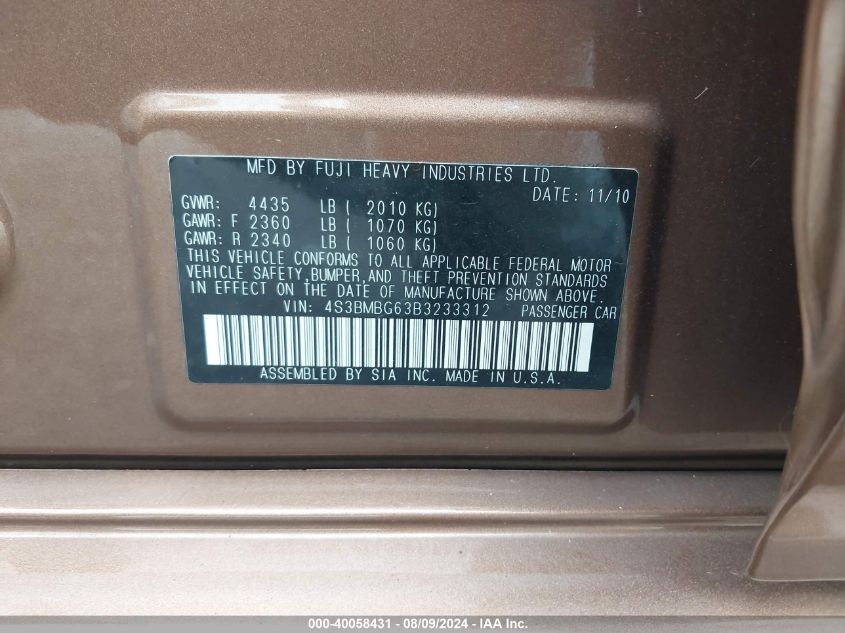 MFD BY FUJI HEAVY INDUSTRIES LTD.
DATE: 11/10
GVWR: 4435 LB ( 2010 KG)
GAWR: F 2360 LB ( 1070 KG)
GAWR: R 2340 LB ( 1060 KG)
THIS VEHICLE CONFORMS TO ALL APPLICABLE FEDERAL MOTOR
VEHICLE SAFETY, BUMPER, AND THEFT PREVENTION STANDARDS
IN EFFECT ON THE DATE OF MANUFACTURE SHOWN ABOVE.
VIN: 4S3BMBG63B3233312 PASSENGER CAR
ASSEMBLED BY SIA INC. MADE IN U.S.A.
000-40058431 - 08/09/2024 - IAA Inc.